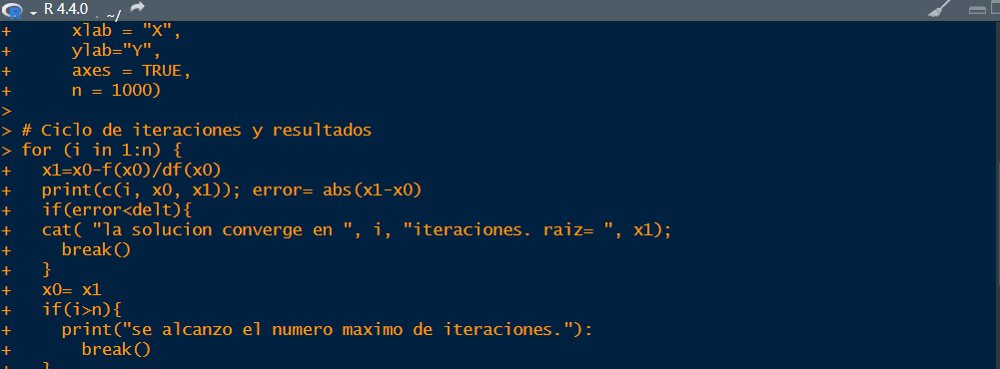 R R 4.4.0 . ~/
+ xlab = "X",
+ ylab="Y",
+ axes = TRUE,
+ n = 1000)
>
> # Ciclo de iteraciones y resultados
> for (i in 1:n) {
+ x1=x0-f(x0)/df(x0)
+ print(c(i, x0, x1)); error= abs(x1-x0)
+ if(error<delt){
+ cat( "la solucion converge en ", i, "iteraciones. raiz= ", x1);
+ break()
+ }
+ x0= x1
+ if(i>n){
+ print("se alcanzo el numero maximo de iteraciones."):
+ break()
+ }